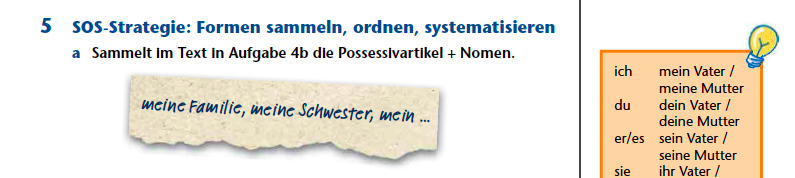 5 SOS-Strategie: Formen sammeln, ordnen, systematisieren
a Sammelt im Text in Aufgabe 4b die Possessivartikel + Nomen.
meine Familie, meine Schwester, mein ...
ich mein Vater /
meine Mutter
du dein Vater /
deine Mutter
er/es sein Vater /
seine Mutter
sie ihr Vater /